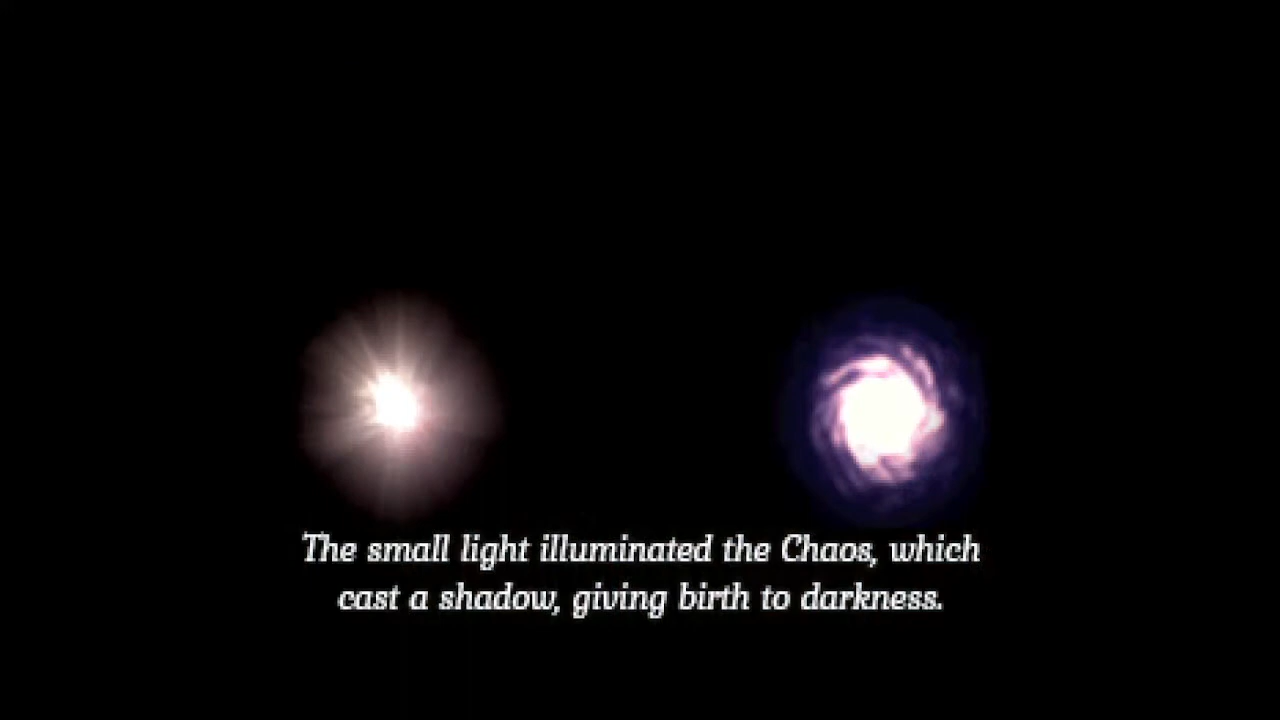 The small light illuminated the Chaos, which
cast a shadow, giving birth to darkness.